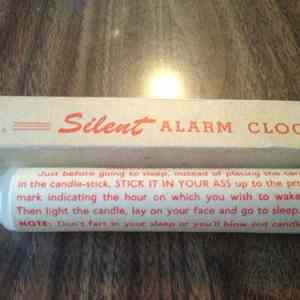 Silent ALARM CLOC
Just before going to sleep, instead of placing the can
in the candle-stick, STICK IT IN YOUR ASS up to the pr
mark indicating the hour on which you wish to wake
Then light the candle, lay on your face and go to sleep.
NOTE: Don't fart in your sleep or you'll blow out candle